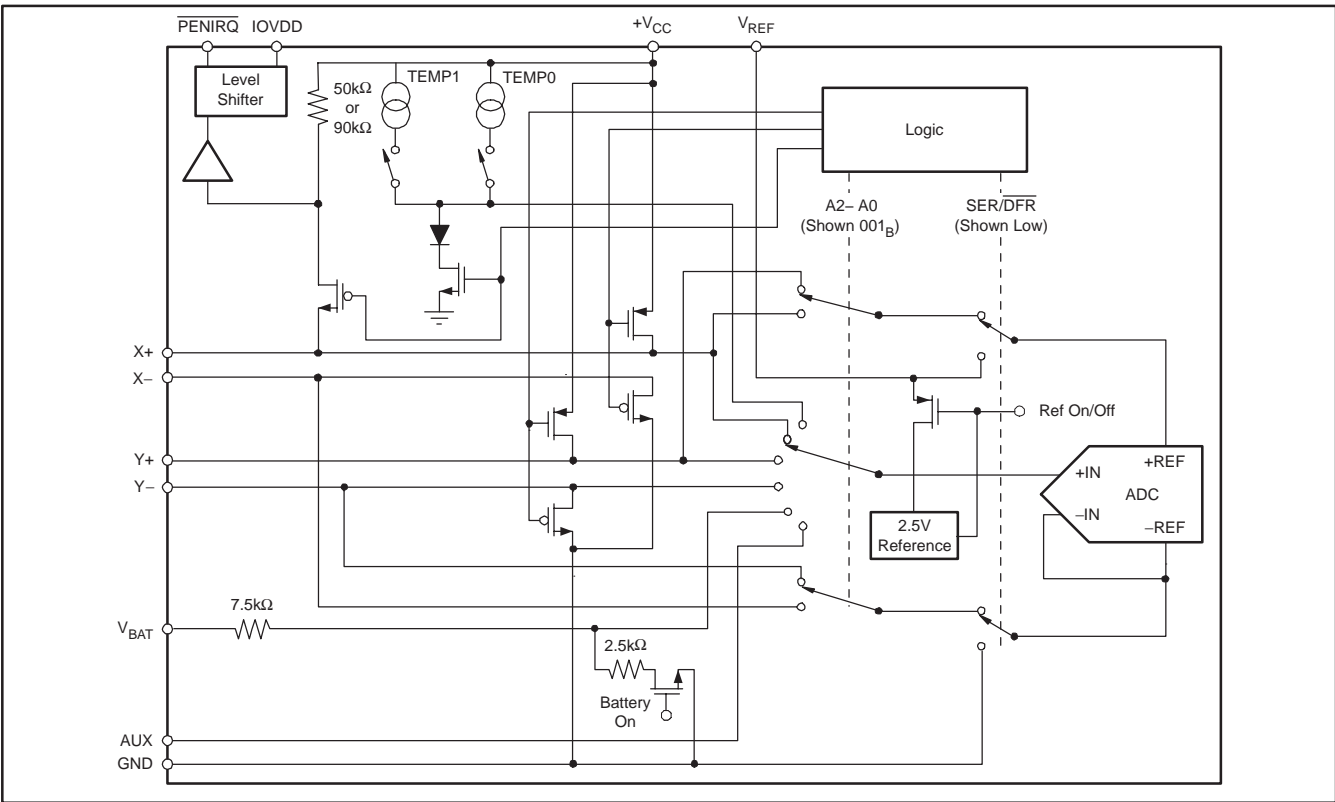 PENIRQ IOVDD +VCC VREF
Level
Shifter
50kΩ
or
90kΩ
TEMP1 TEMP0
Logic
A2– A0
(Shown 001B)
SER/DFR
(Shown Low)
X+
X–
Ref On/Off
Y+
Y–
+IN
+REF
ADC
–IN
–REF
2.5V
Reference
7.5kΩ
VBAT
2.5kΩ
Battery
On
AUX
GND